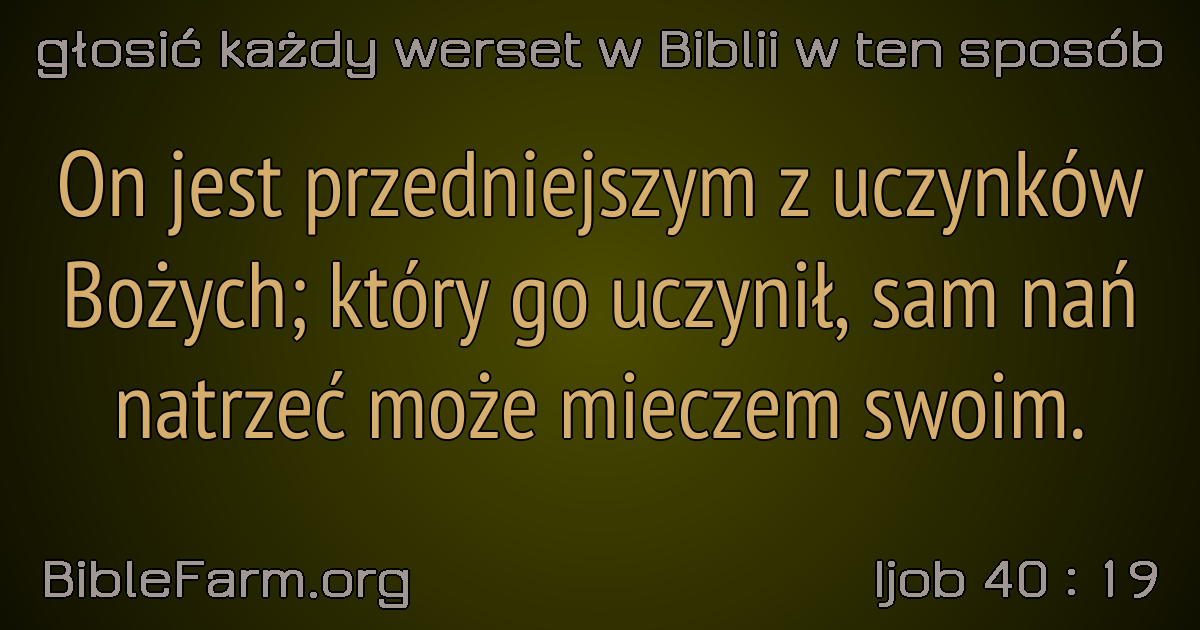 głosić każdy werset w Biblii w ten sposób
On jest przedniejszym z uczynków
Bożych; który go uczynił, sam nań
natrzeć może mieczem swoim.
BibleFarm.org
Ijob 40 : 19